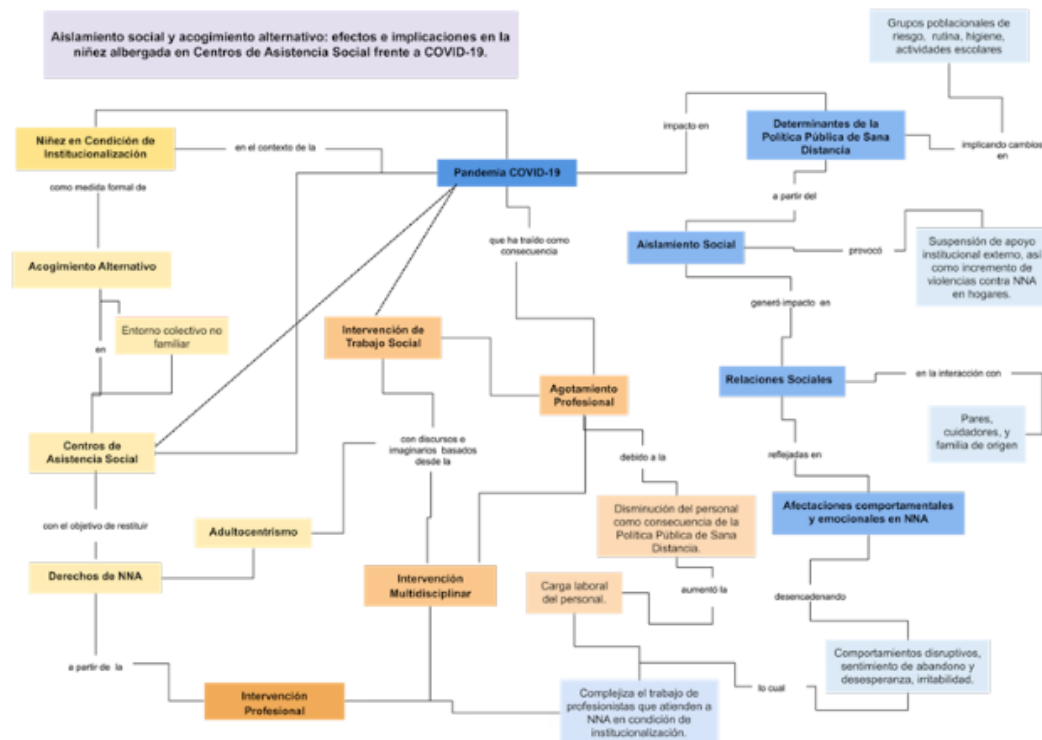 Aislamiento social y acogimiento alternativo: efectos e implicaciones en la
niñez albergada en Centros de Asistencia Social frente a COVID-19.
Grupos poblacionales de
riesgo, rutina, higiene,
actividades escolares
Niñez en Condición de
Institucionalización
en el contexto de la
Pandemia COVID-19
impacto en
Determinantes de la
Política Pública de Sana
Distancia
implicando cambios
en
como medida formal de
a partir del
que ha traído como
consecuencia
Aislamiento Social
provocó
Suspensión de apoyo
institucional externo, así
como incremento de
violencias contra NNA
en hogares.
Acogimiento Alternativo
generó impacto en
Entorno colectivo no
familiar
en
Intervención de
Trabajo Social
Relaciones Sociales
en la interacción con
Agotamiento
Profesional
Pares,
cuidadores, y
familia de origen
Centros de
Asistencia Social
con discursos e
imaginarios basados
desde la
debido a la
reflejadas en
Afectaciones comportamentales
y emocionales en NNA
con el objetivo de restituir
Adultocentrismo
Disminución del personal
como consecuencia de la
Política Pública de Sana
Distancia.
Derechos de NNA
Intervención
Multidisciplinar
Carga laboral
del personal.
aumentó la
desencadenando
a partir de la
Comportamientos disruptivos,
sentimiento de abandono y
desesperanza, irritabilidad.
lo cual
Intervención
Profesional
Complejiza el trabajo de
profesionistas que atienden a
NNA en condición de
institucionalización.